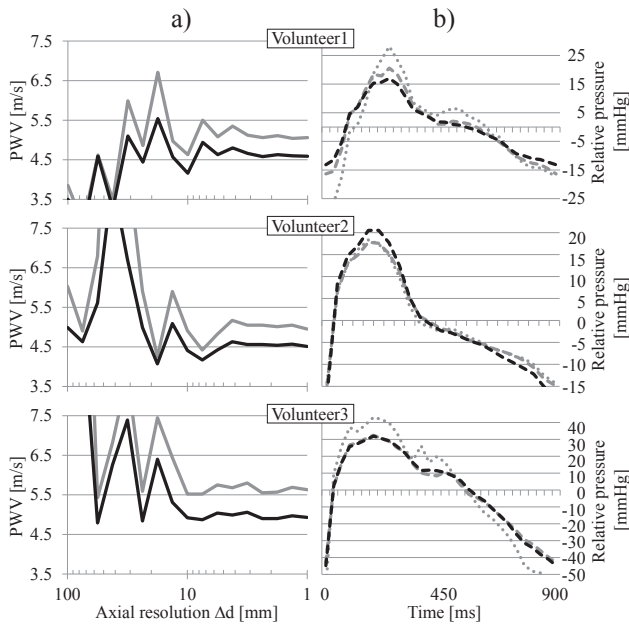 a)
b)
Volunteer1
PWV [m/s]
7.5
6.5
5.5
4.5
3.5
25
15
5
-5
-15
-25
Relative pressure
[mmHg]
Volunteer2
PWV [m/s]
7.5
6.5
5.5
4.5
3.5
20
15
10
5
0
-5
-10
-15
Relative pressure
[mmHg]
Volunteer3
PWV [m/s]
7.5
6.5
5.5
4.5
3.5
40
30
20
10
0
-10
-20
-30
-40
-50
Relative pressure
[mmHg]
100
10
1
Axial resolution Δd [mm]
0
450
900
Time [ms]